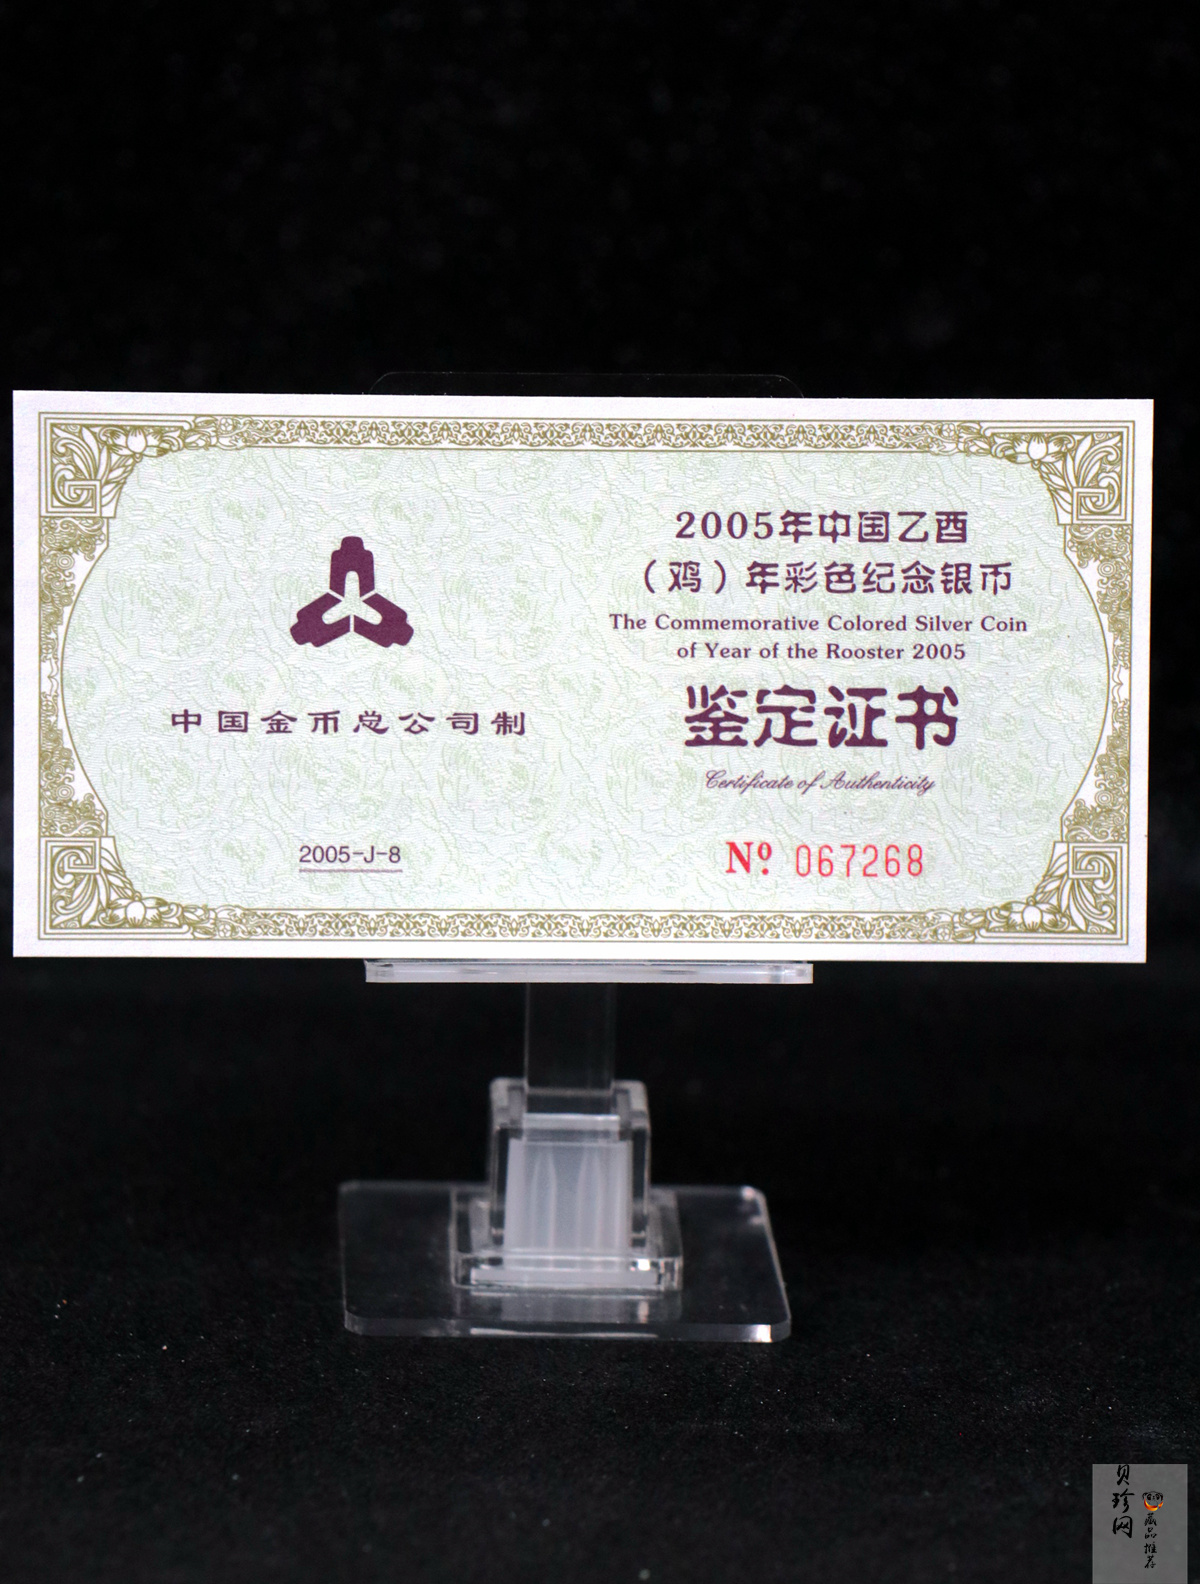 2005年中国乙酉
（鸡）年彩色纪念银币
The Commemorative Colored Silver Coin
of Year of the Rooster 2005
鉴定证书
Certificate of Authenticity
中国金币总公司制
2005-J-8
Nº 067268
贝珍网
藏品推荐